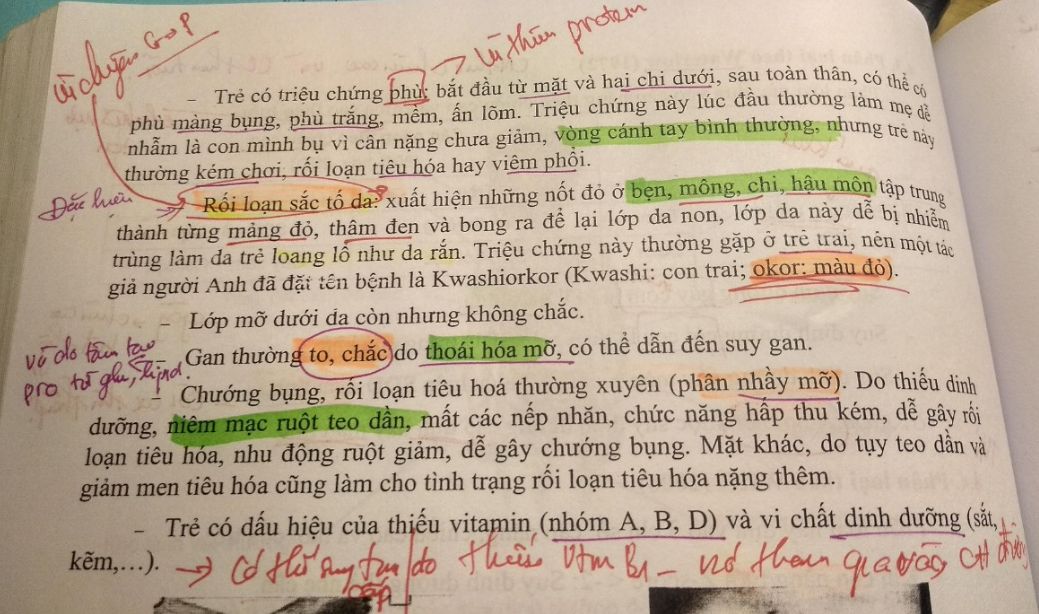 vì chuyển G→P
→ vì thiếu protein
– Trẻ có triệu chứng phù: bắt đầu từ mặt và hai chi dưới, sau toàn thân, có thể có
phù màng bụng, phù trắng, mềm, ấn lõm. Triệu chứng này lúc đầu thường làm mẹ dễ
nhầm là con mình bụ vì cân nặng chưa giảm, vòng cánh tay bình thường, nhưng trẻ này
thường kém chơi, rối loạn tiêu hóa hay viêm phổi.
Đặc hiệu
Rối loạn sắc tố da: xuất hiện những nốt đỏ ở bẹn, mông, chi, hậu môn tập trung
thành từng mảng đỏ, thâm đen và bong ra để lại lớp da non, lớp da này dễ bị nhiễm
trùng làm da trẻ loang lổ như da rắn. Triệu chứng này thường gặp ở trẻ trai, nên một tác
giả người Anh đã đặt tên bệnh là Kwashiorkor (Kwashi: con trai; okor: màu đỏ).
– Lớp mỡ dưới da còn nhưng không chắc.
vì do tân tạo
pro từ glu, lipid.
– Gan thường to, chắc do thoái hóa mỡ, có thể dẫn đến suy gan.
– Chướng bụng, rối loạn tiêu hoá thường xuyên (phân nhầy mỡ). Do thiếu dinh
dưỡng, niêm mạc ruột teo dần, mất các nếp nhăn, chức năng hấp thu kém, dễ gây rối
loạn tiêu hóa, nhu động ruột giảm, dễ gây chướng bụng. Mặt khác, do tụy teo dần và
giảm men tiêu hóa cũng làm cho tình trạng rối loạn tiêu hóa nặng thêm.
– Trẻ có dấu hiệu của thiếu vitamin (nhóm A, B, D) và vi chất dinh dưỡng (sắt,
kẽm,…).
→ Có thể suy tim do thiếu Vtm B1 – nó tham gia vào CH đường
cấp